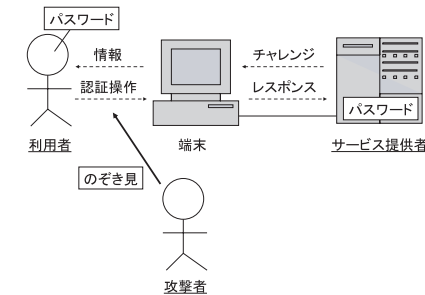 パスワード
情報
チャレンジ
認証操作
レスポンス
パスワード
利用者
端末
サービス提供者
のぞき見
攻撃者